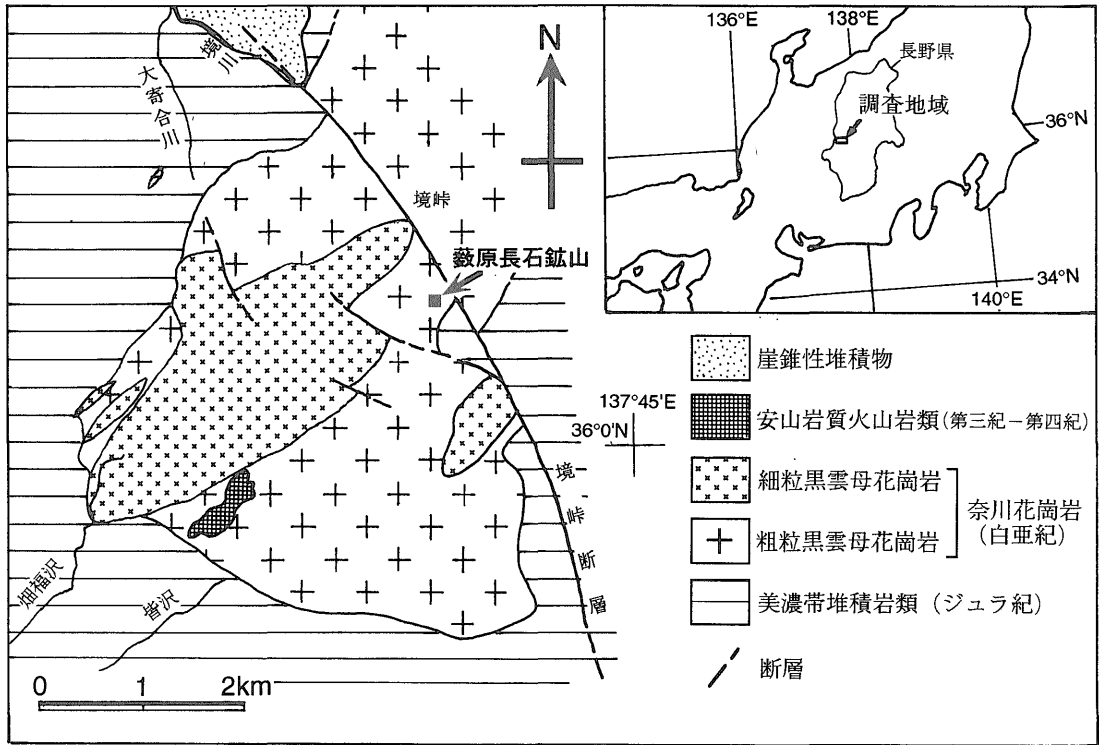 大寄合川
境川
N
境峠
藪原長石鉱山
境峠断層
畑福沢
皆沢
0 1 2km
137°45'E
36°0'N
136°E
138°E
長野県
調査地域
36°N
34°N
140°E
崖錐性堆積物
安山岩質火山岩類(第三紀－第四紀)
細粒黒雲母花崗岩
粗粒黒雲母花崗岩
奈川花崗岩
(白亜紀)
美濃帯堆積岩類(ジュラ紀)
断層